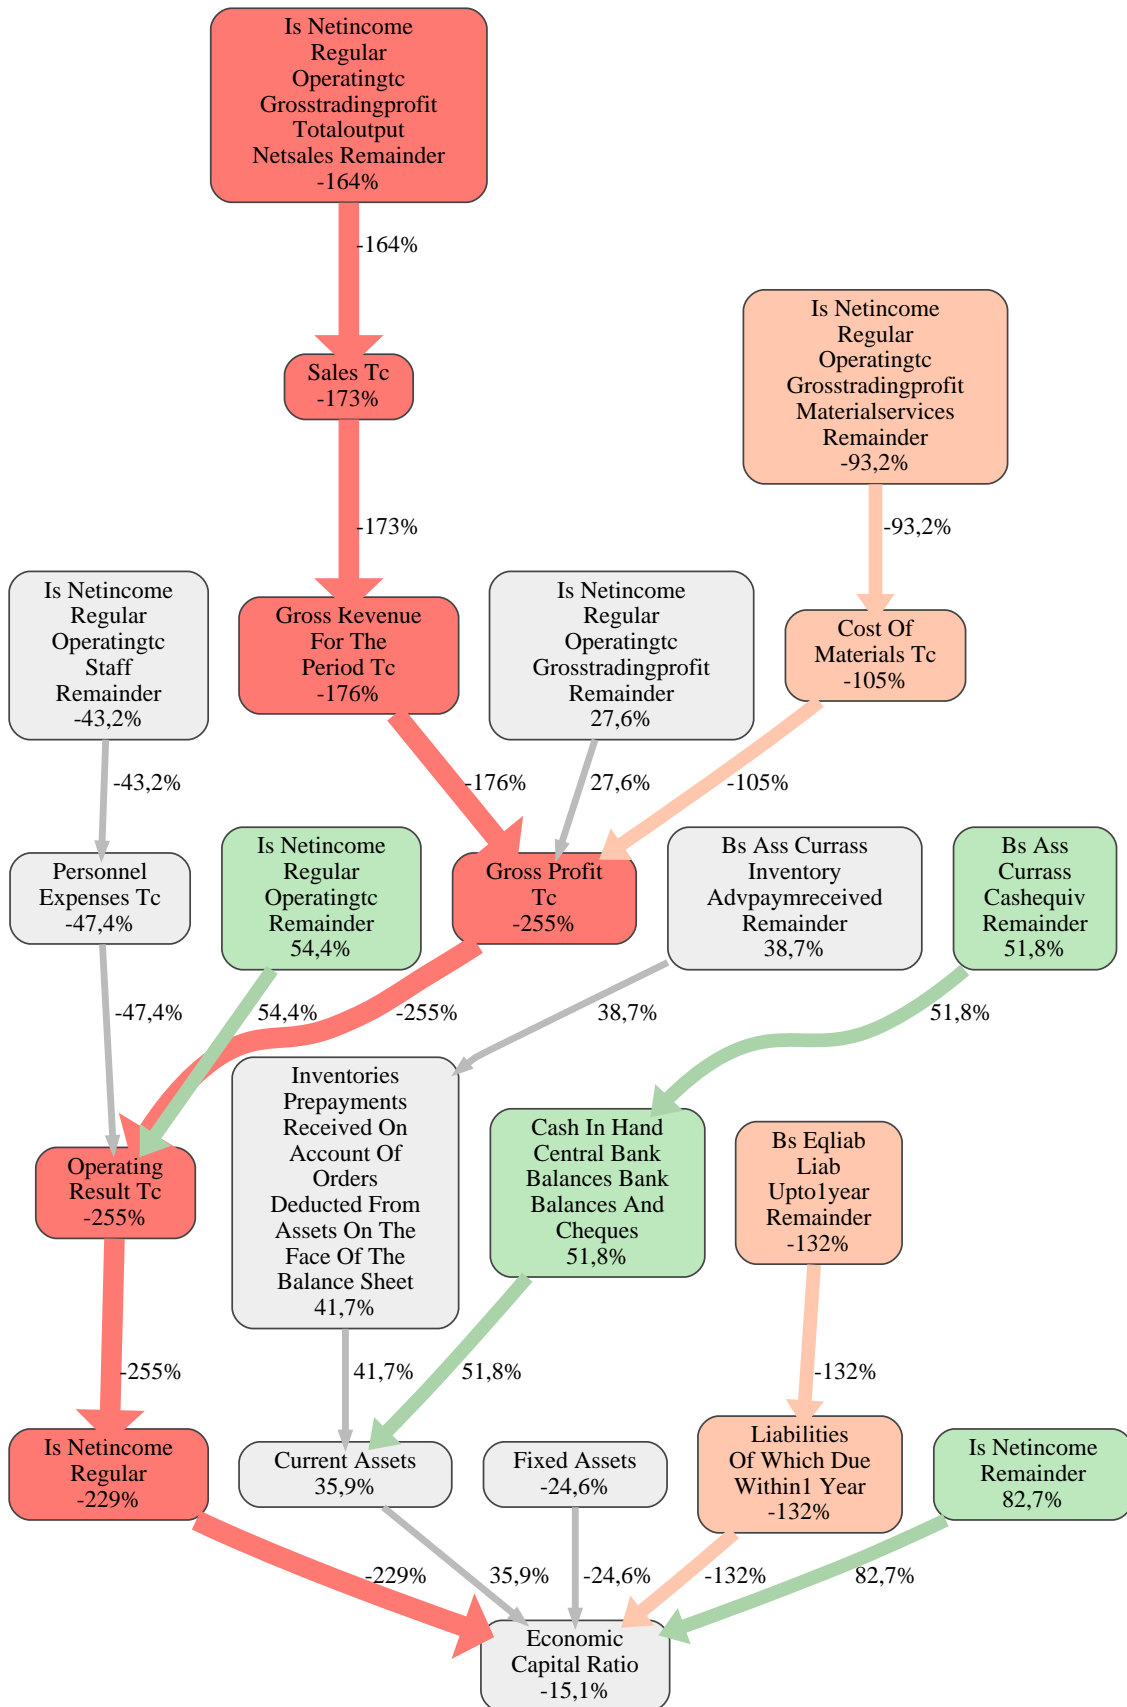 Is Netincome
Regular
Operatingtc
Grosstradingprofit
Totaloutput
Netsales Remainder
-164%
-164%
Sales Tc
-173%
Is Netincome
Regular
Operatingtc
Grosstradingprofit
Materialservices
Remainder
-93,2%
-173%
-93,2%
Is Netincome
Regular
Operatingtc
Staff
Remainder
-43,2%
Gross Revenue
For The
Period Tc
-176%
Is Netincome
Regular
Operatingtc
Grosstradingprofit
Remainder
27,6%
Cost Of
Materials Tc
-105%
-43,2%
-176%
27,6%
-105%
Personnel
Expenses Tc
-47,4%
Is Netincome
Regular
Operatingtc
Remainder
54,4%
Gross Profit
Tc
-255%
Bs Ass Currass
Inventory
Advpaymreceived
Remainder
38,7%
Bs Ass
Currass
Cashequiv
Remainder
51,8%
-47,4%
54,4%
-255%
38,7%
51,8%
Operating
Result Tc
-255%
Inventories
Prepayments
Received On
Account Of
Orders
Deducted From
Assets On The
Face Of The
Balance Sheet
41,7%
Cash In Hand
Central Bank
Balances Bank
Balances And
Cheques
51,8%
Bs Eqliab
Liab
Upto1year
Remainder
-132%
-255%
41,7%
51,8%
-132%
Is Netincome
Regular
-229%
Current Assets
35,9%
Fixed Assets
-24,6%
Liabilities
Of Which Due
Within1 Year
-132%
Is Netincome
Remainder
82,7%
-229%
35,9%
-24,6%
-132%
82,7%
Economic
Capital Ratio
-15,1%